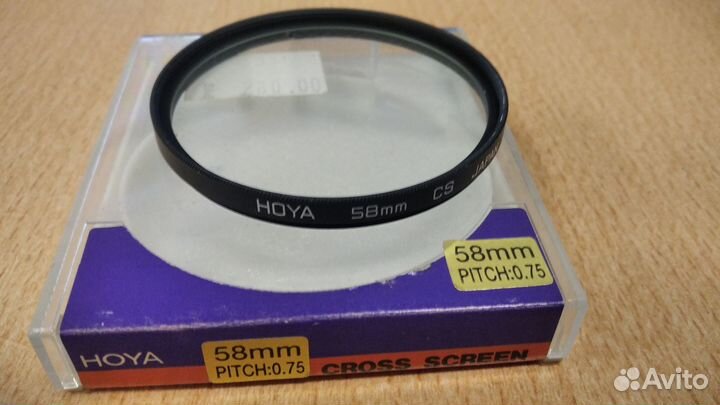 HOYA 58mm CS JAPAN
58mm
PITCH:0.75
HOYA
58mm
PITCH:0.75
CROSS SCREEN
Avito